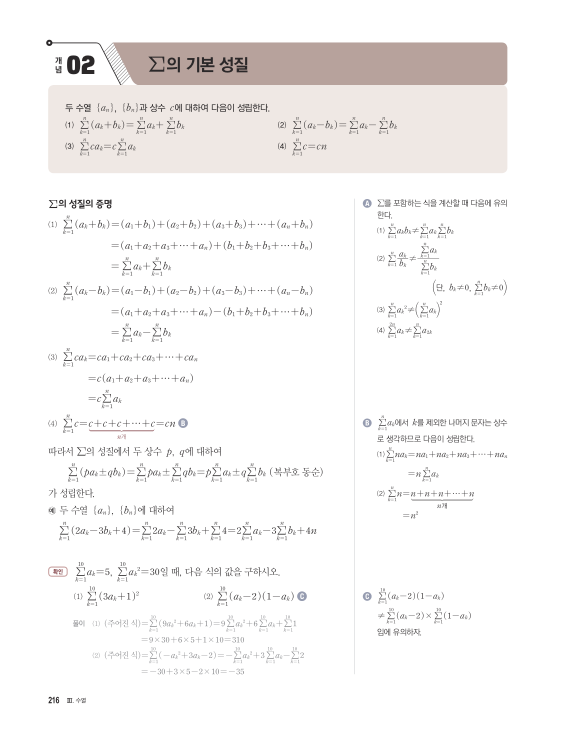 개념 02 Σ의 기본 성질
두 수열 {aₙ}, {bₙ}과 상수 c에 대하여 다음이 성립한다.
(1) $\sum_{k=1}^{n}(a_k+b_k)=\sum_{k=1}^{n}a_k+\sum_{k=1}^{n}b_k$ (2) $\sum_{k=1}^{n}(a_k-b_k)=\sum_{k=1}^{n}a_k-\sum_{k=1}^{n}b_k$
(3) $\sum_{k=1}^{n}ca_k=c\sum_{k=1}^{n}a_k$ (4) $\sum_{k=1}^{n}c=cn$
Σ의 성질의 증명
(1) $\sum_{k=1}^{n}(a_k+b_k)=(a_1+b_1)+(a_2+b_2)+(a_3+b_3)+\cdots+(a_n+b_n)$
$=(a_1+a_2+a_3+\cdots+a_n)+(b_1+b_2+b_3+\cdots+b_n)$
$=\sum_{k=1}^{n}a_k+\sum_{k=1}^{n}b_k$
(2) $\sum_{k=1}^{n}(a_k-b_k)=(a_1-b_1)+(a_2-b_2)+(a_3-b_3)+\cdots+(a_n-b_n)$
$=(a_1+a_2+a_3+\cdots+a_n)-(b_1+b_2+b_3+\cdots+b_n)$
$=\sum_{k=1}^{n}a_k-\sum_{k=1}^{n}b_k$
(3) $\sum_{k=1}^{n}ca_k=ca_1+ca_2+ca_3+\cdots+ca_n$
$=c(a_1+a_2+a_3+\cdots+a_n)$
$=c\sum_{k=1}^{n}a_k$
(4) $\sum_{k=1}^{n}c=c+c+c+\cdots+c=cn$ B
n개
따라서 Σ의 성질에서 두 상수 p, q에 대하여
$\sum_{k=1}^{n}(pa_k\pm qb_k)=\sum_{k=1}^{n}pa_k\pm\sum_{k=1}^{n}qb_k=p\sum_{k=1}^{n}a_k\pm q\sum_{k=1}^{n}b_k$ (복부호 동순)
가 성립한다.
예 두 수열 {aₙ}, {bₙ}에 대하여
$\sum_{k=1}^{n}(2a_k-3b_k+4)=\sum_{k=1}^{n}2a_k-\sum_{k=1}^{n}3b_k+\sum_{k=1}^{n}4=2\sum_{k=1}^{n}a_k-3\sum_{k=1}^{n}b_k+4n$
확인 $\sum_{k=1}^{10}a_k=5$, $\sum_{k=1}^{10}a_k^2=30$일 때, 다음 식의 값을 구하시오.
(1) $\sum_{k=1}^{10}(3a_k+1)^2$ (2) $\sum_{k=1}^{10}(a_k-2)(1-a_k)$ C
풀이 (1) (주어진 식)$=\sum_{k=1}^{10}(9a_k^2+6a_k+1)=9\sum_{k=1}^{10}a_k^2+6\sum_{k=1}^{10}a_k+\sum_{k=1}^{10}1$
$=9\times30+6\times5+1\times10=310$
(2) (주어진 식)$=\sum_{k=1}^{10}(-a_k^2+3a_k-2)=-\sum_{k=1}^{10}a_k^2+3\sum_{k=1}^{10}a_k-\sum_{k=1}^{10}2$
$=-30+3\times5-2\times10=-35$
A Σ를 포함하는 식을 계산할 때 다음에 유의
한다.
(1) $\sum_{k=1}^{n}a_kb_k\neq\sum_{k=1}^{n}a_k\sum_{k=1}^{n}b_k$
(2) $\sum_{k=1}^{n}\frac{a_k}{b_k}\neq\frac{\sum_{k=1}^{n}a_k}{\sum_{k=1}^{n}b_k}$
(단, $b_k\neq0$, $\sum_{k=1}^{n}b_k\neq0$)
(3) $\sum_{k=1}^{n}a_k^2\neq\left(\sum_{k=1}^{n}a_k\right)^2$
(4) $\sum_{k=1}^{2n}a_k\neq\sum_{k=1}^{n}a_{2k}$
B $\sum_{k=1}^{n}a_k$에서 k를 제외한 나머지 문자는 상수
로 생각하므로 다음이 성립한다.
(1) $\sum_{k=1}^{n}na_k=na_1+na_2+na_3+\cdots+na_n$
$=n\sum_{k=1}^{n}a_k$
(2) $\sum_{k=1}^{n}n=n+n+n+\cdots+n$
n개
$=n^2$
C $\sum_{k=1}^{10}(a_k-2)(1-a_k)$
$\neq\sum_{k=1}^{10}(a_k-2)\times\sum_{k=1}^{10}(1-a_k)$
임에 유의하자.
216 Ⅲ. 수열